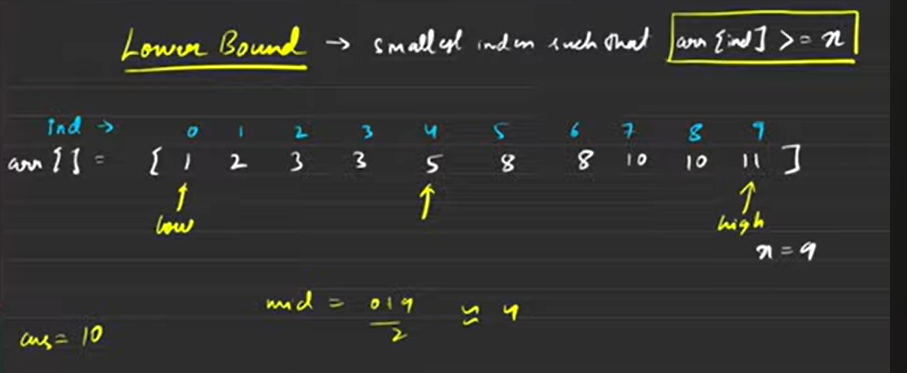 Lower Bound → smallest index such that arr [ind] >= x
ind → 0 1 2 3 4 5 6 7 8 9
arr [] = [ 1 2 3 3 5 8 8 10 10 11 ]
low high
x = 9
mid = 0+9/2 ≃ 4
ans = 10